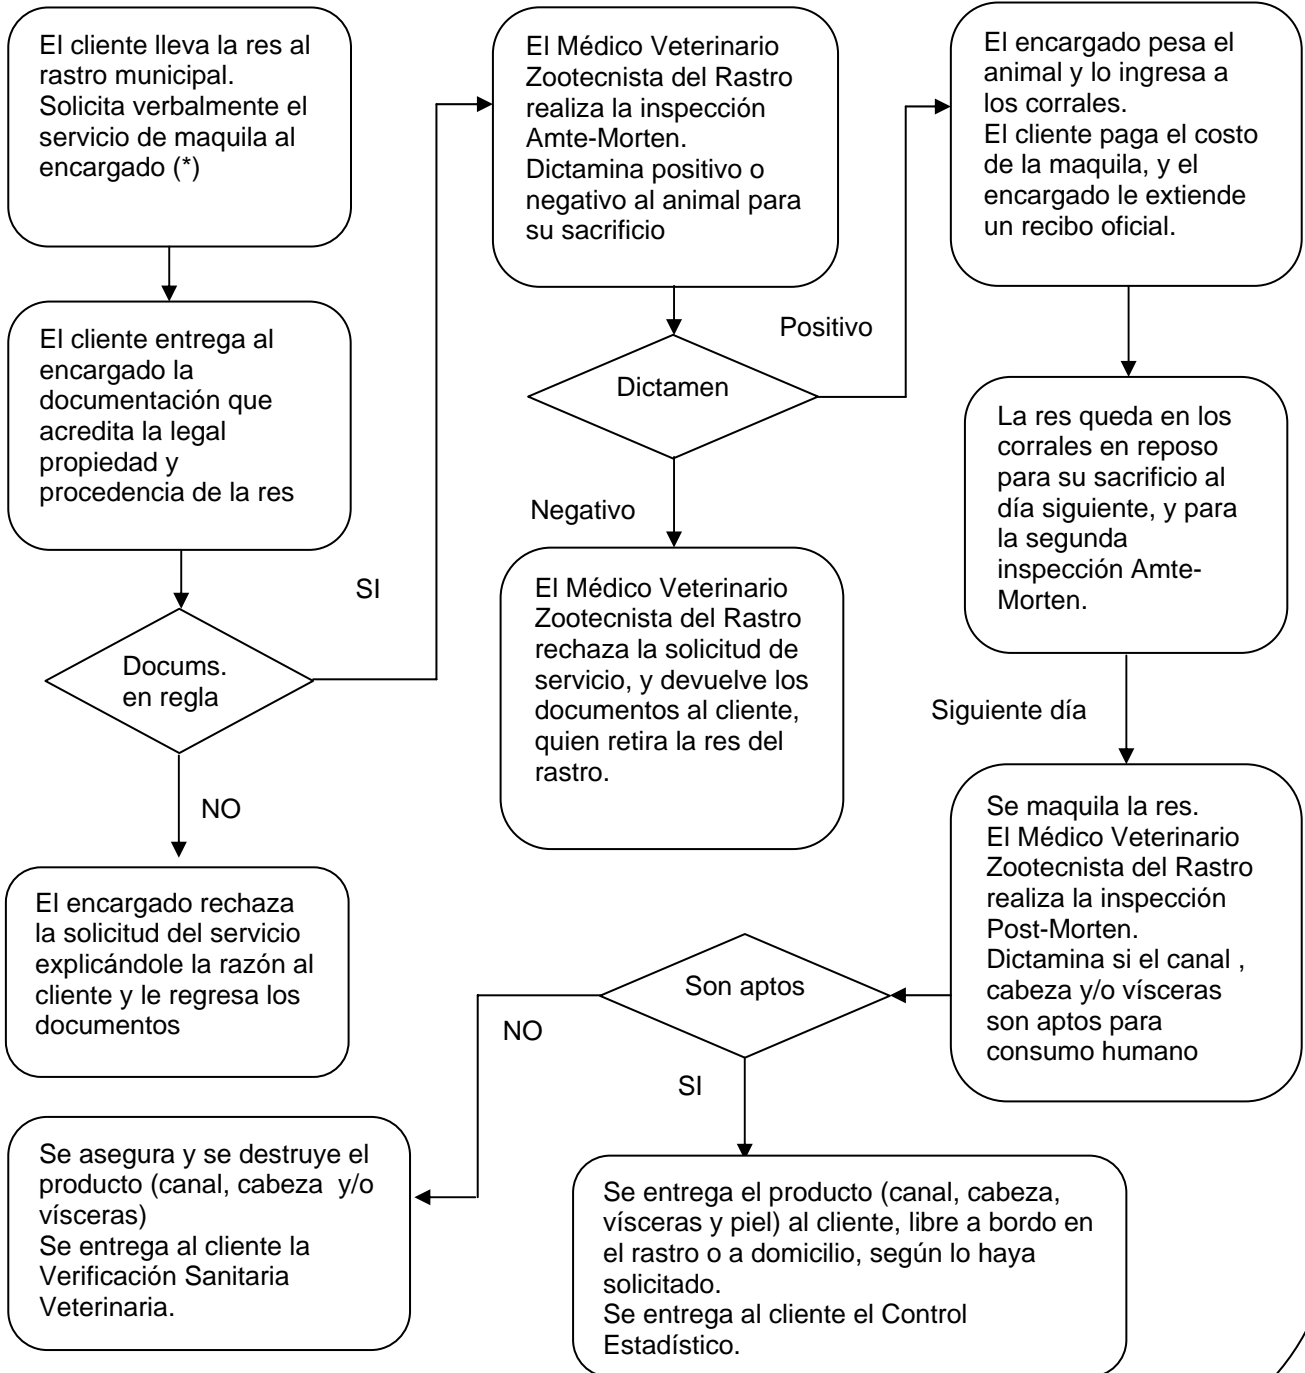 El cliente lleva la res al
rastro municipal.
Solicita verbalmente el
servicio de maquila al
encargado (*)
El cliente entrega al
encargado la
documentación que
acredita la legal
propiedad y
procedencia de la res
SI
Docums.
en regla
NO
El encargado rechaza
la solicitud del servicio
explicándole la razón al
cliente y le regresa los
documentos
El Médico Veterinario
Zootecnista del Rastro
realiza la inspección
Amte-Morten.
Dictamina positivo o
negativo al animal para
su sacrificio
Positivo
Dictamen
Negativo
El Médico Veterinario
Zootecnista del Rastro
rechaza la solicitud de
servicio, y devuelve los
documentos al cliente,
quien retira la res del
rastro.
El encargado pesa el
animal y lo ingresa a
los corrales.
El cliente paga el costo
de la maquila, y el
encargado le extiende
un recibo oficial.
La res queda en los
corrales en reposo
para su sacrificio al
día siguiente, y para
la segunda
inspección Amte-
Morten.
Siguiente día
Se maquila la res.
El Médico Veterinario
Zootecnista del Rastro
realiza la inspección
Post-Morten.
Dictamina si el canal ,
cabeza y/o vísceras
son aptos para
consumo humano
Son aptos
NO
SI
Se asegura y se destruye el
producto (canal, cabeza y/o
vísceras)
Se entrega al cliente la
Verificación Sanitaria
Veterinaria.
Se entrega el producto (canal, cabeza,
vísceras y piel) al cliente, libre a bordo en
el rastro o a domicilio, según lo haya
solicitado.
Se entrega al cliente el Control
Estadístico.